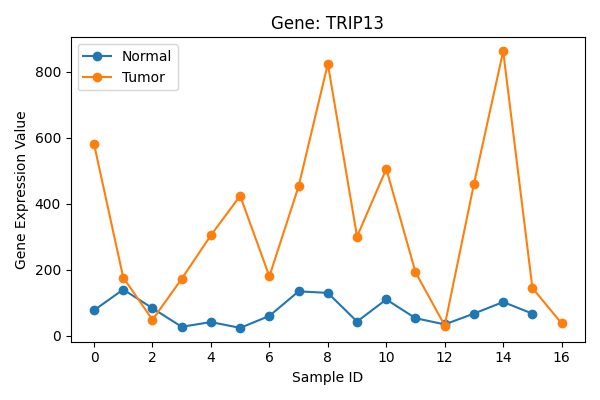 Gene: TRIP13
Normal
Tumor
Gene Expression Value
800
600
400
200
0
0 2 4 6 8 10 12 14 16
Sample ID